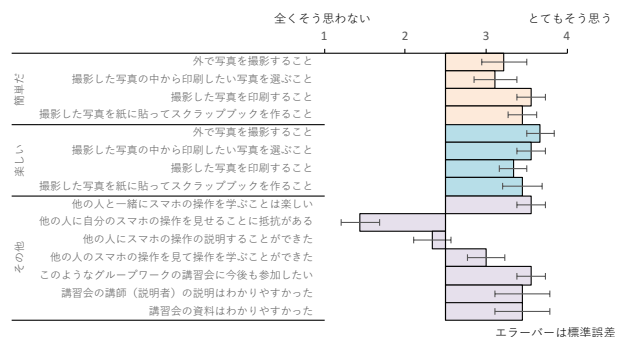 全くそう思わない とてもそう思う
1 2 3 4
簡単だ
外で写真を撮影すること
撮影した写真の中から印刷したい写真を選ぶこと
撮影した写真を印刷すること
撮影した写真を紙に貼ってスクラップブックを作ること
楽しい
外で写真を撮影すること
撮影した写真の中から印刷したい写真を選ぶこと
撮影した写真を印刷すること
撮影した写真を紙に貼ってスクラップブックを作ること
その他
他の人と一緒にスマホの操作を学ぶことは楽しい
他の人に自分のスマホの操作を見せることに抵抗がある
他の人にスマホの操作の説明することができた
他の人のスマホの操作を見て操作を学ぶことができた
このようなグループワークの講習会に今後も参加したい
講習会の講師（説明者）の説明はわかりやすかった
講習会の資料はわかりやすかった
エラーバーは標準誤差